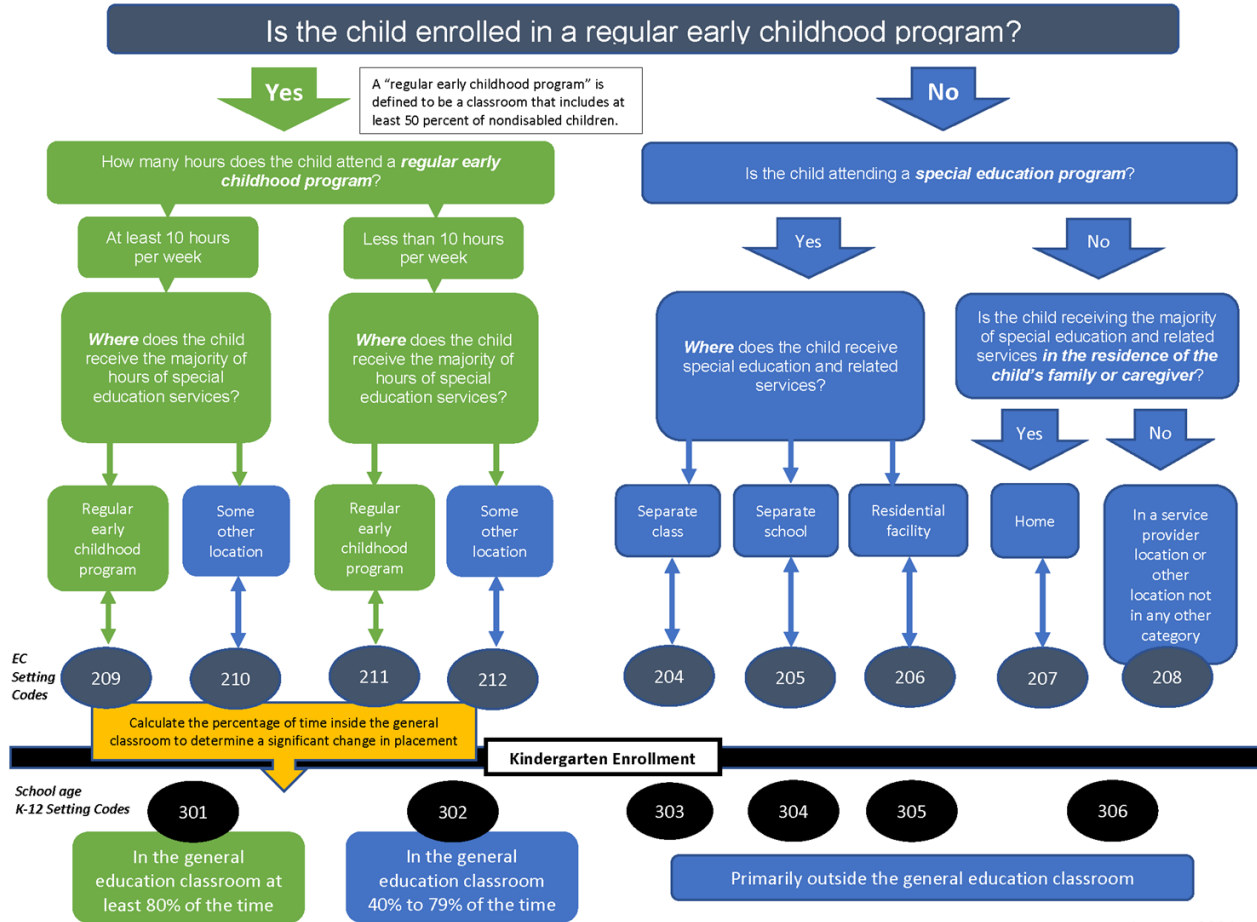 Is the child enrolled in a regular early childhood program?
Yes
A “regular early childhood program” is
defined to be a classroom that includes at
least 50 percent of nondisabled children.
No
How many hours does the child attend a regular early
childhood program?
Is the child attending a special education program?
At least 10 hours
per week
Less than 10 hours
per week
Yes
No
Where does the child
receive the majority of
hours of special
education services?
Where does the child
receive the majority of
hours of special
education services?
Where does the child receive
special education and related
services?
Is the child receiving the majority
of special education and related
services in the residence of the
child’s family or caregiver?
Yes
No
Regular
early
childhood
program
Some
other
location
Regular
early
childhood
program
Some
other
location
Separate
class
Separate
school
Residential
facility
Home
In a service
provider
location or
other
location not
in any other
category
EC
Setting
Codes
209
210
211
212
204
205
206
207
208
Calculate the percentage of time inside the general
classroom to determine a significant change in placement
Kindergarten Enrollment
School age
K-12 Setting Codes
301
302
303
304
305
306
In the general
education classroom at
least 80% of the time
In the general
education classroom
40% to 79% of the time
Primarily outside the general education classroom